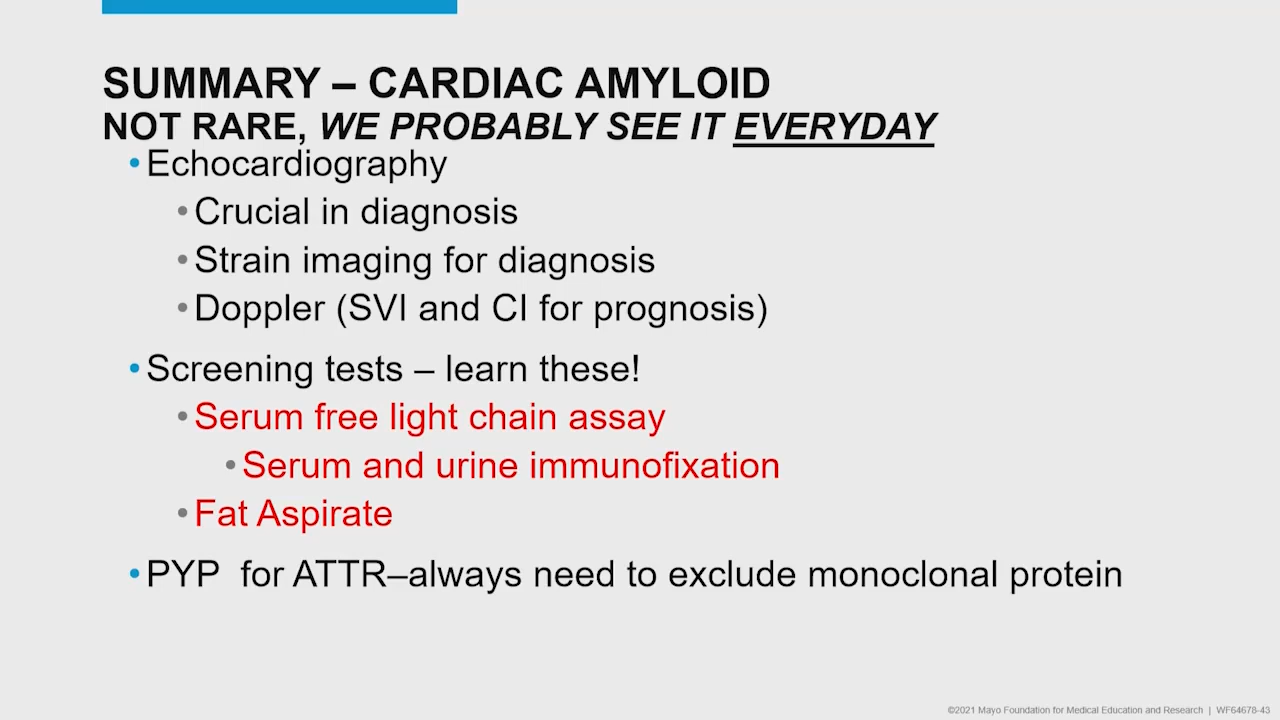 SUMMARY – CARDIAC AMYLOID
NOT RARE, WE PROBABLY SEE IT EVERYDAY
•Echocardiography
•Crucial in diagnosis
•Strain imaging for diagnosis
•Doppler (SVI and CI for prognosis)
•Screening tests – learn these!
•Serum free light chain assay
•Serum and urine immunofixation
•Fat Aspirate
•PYP  for ATTR–always need to exclude monoclonal protein
©2021 Mayo Foundation for Medical Education and Research | WF64678-43